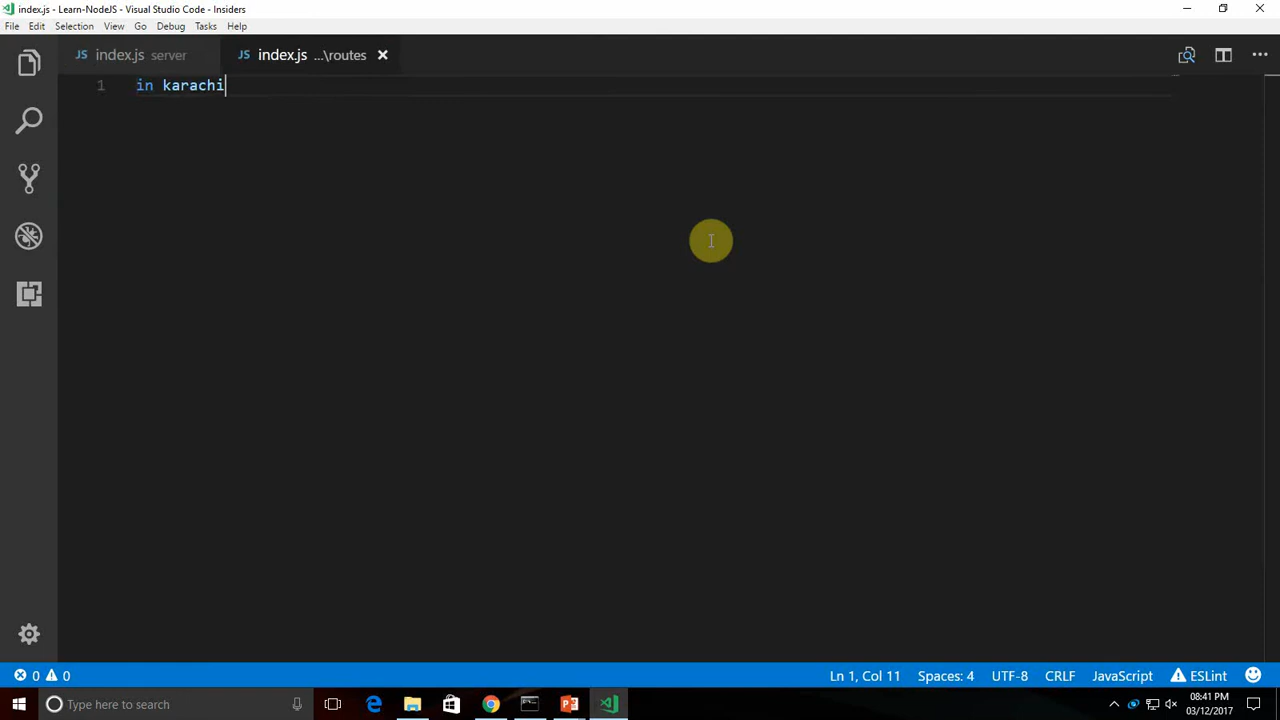 index.js - Learn-NodeJS - Visual Studio Code - Insiders
File Edit Selection View Go Debug Tasks Help
JS index.js server JS index.js ...\routes
1 in karachi
0 0 Ln 1, Col 11 Spaces: 4 UTF-8 CRLF JavaScript ESLint
Type here to search
08:41 PM
03/12/2017